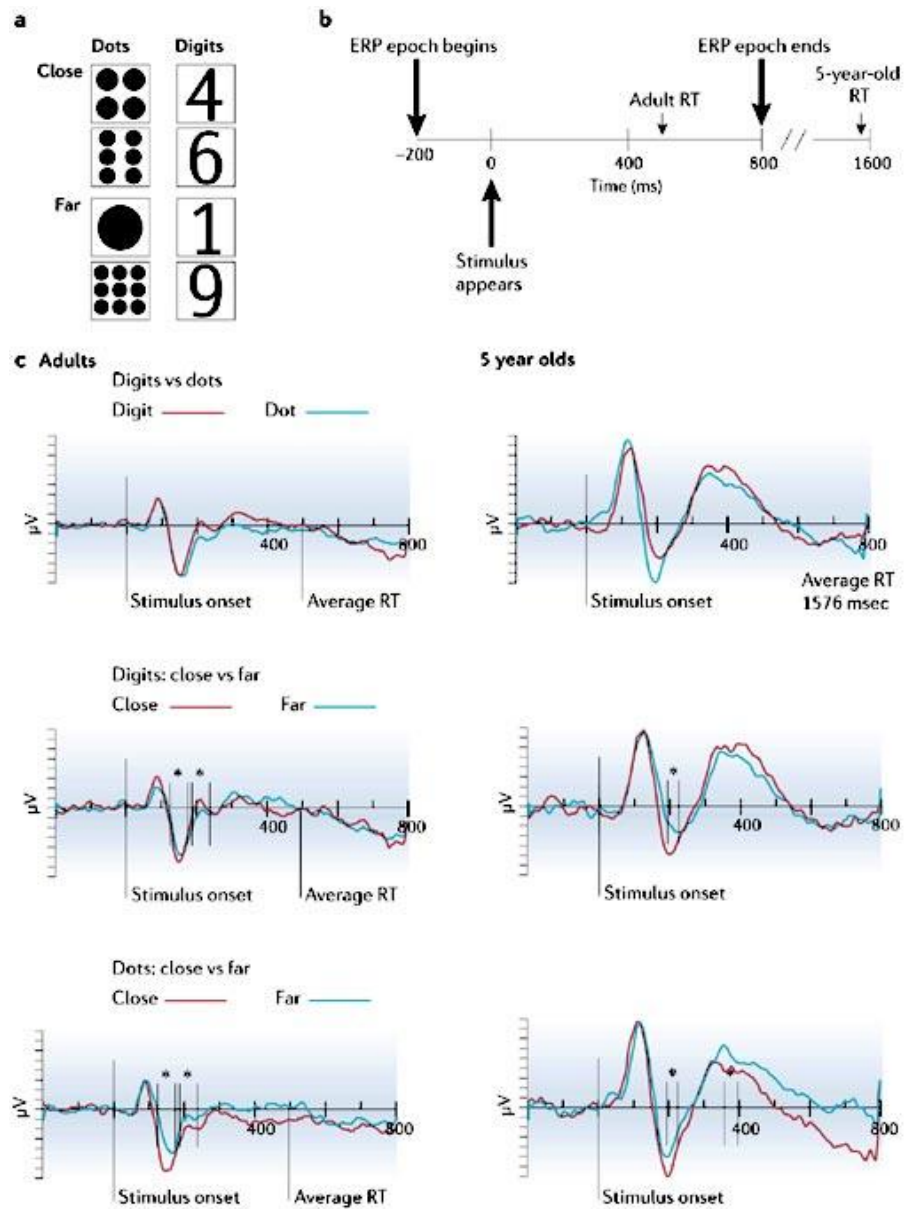 a
Dots Digits
Close
4
6
Far
1
9
b
ERP epoch begins
ERP epoch ends
Adult RT
5-year-old
RT
–200
0
400
800
1600
Time (ms)
Stimulus
appears
c Adults
5 year olds
Digits vs dots
Digit Dot
µV
400
800
Stimulus onset
Average RT
µV
400
800
Stimulus onset
Average RT
1576 msec
Digits: close vs far
Close Far
µV
* *
400
800
Stimulus onset
Average RT
µV
*
400
800
Stimulus onset
Dots: close vs far
Close Far
µV
* *
400
800
Stimulus onset
Average RT
µV
* *
400
800
Stimulus onset